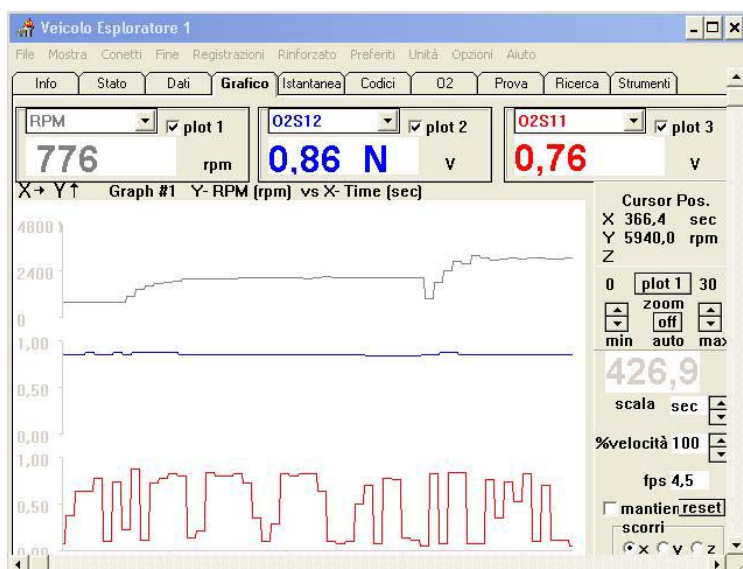 Veicolo Esploratore 1
File Mostra Conetti Fine Registrazioni Rinforzato Preferiti Unità Opzioni Aiuto
Info Stato Dati Grafico Istantanea Codici O2 Prova Ricerca Strumenti
RPM plot 1 O2S12 plot 2 O2S11 plot 3
776 rpm 0,86 N V 0,76 V
X→ Y↑ Graph #1 Y- RPM (rpm) vs X- Time (sec)
Cursor Pos.
X 366,4 sec
Y 5940,0 rpm
Z
4800
2400
0
0 plot 1 30
zoom
off
min auto max
1,00
0,50
0,00
426,9
scala sec
%velocità 100
fps 4,5
mantien reset
scorri
x y z
1,00
0,50
0,00